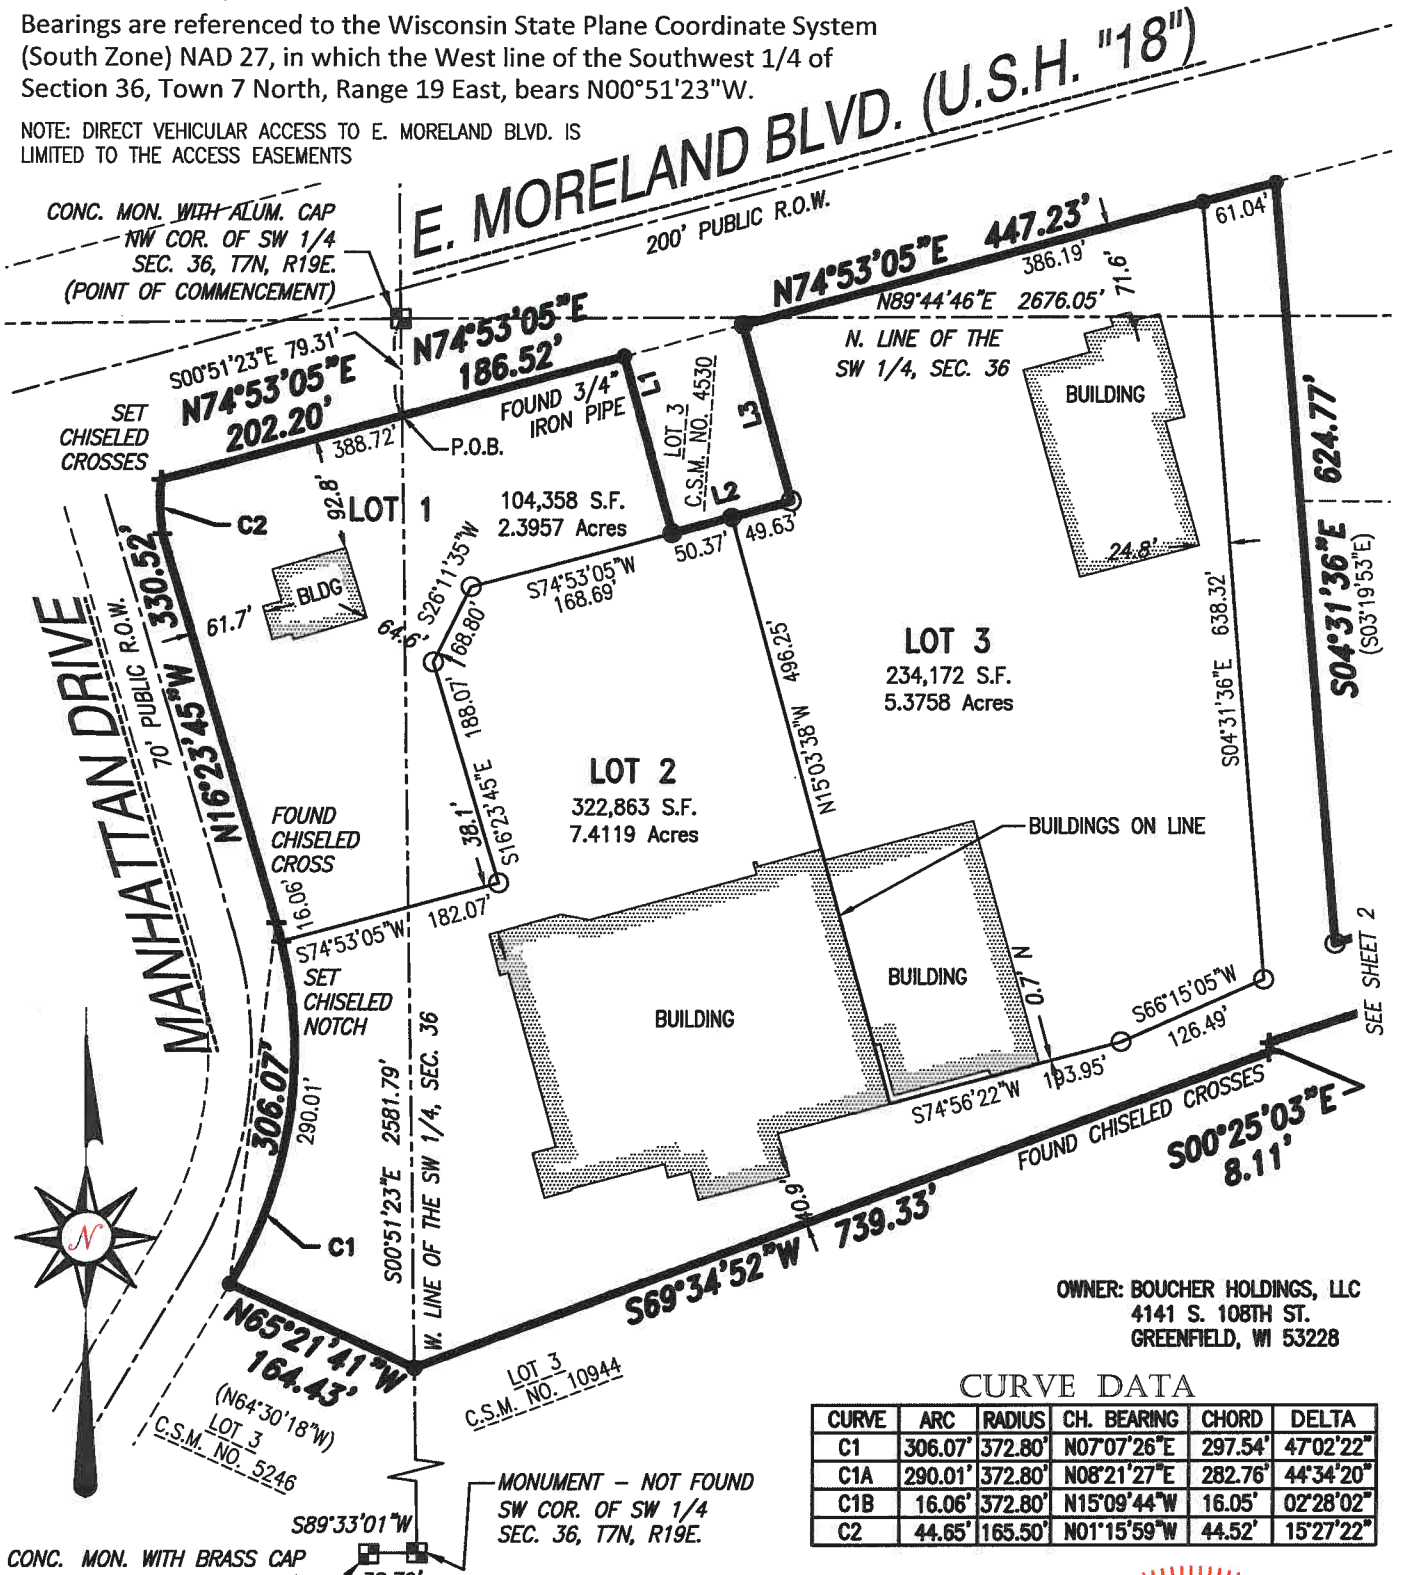 Bearings are referenced to the Wisconsin State Plane Coordinate System
(South Zone) NAD 27, in which the West line of the Southwest 1/4 of
Section 36, Town 7 North, Range 19 East, bears N00°51'23"W.
NOTE: DIRECT VEHICULAR ACCESS TO E. MORELAND BLVD. IS
LIMITED TO THE ACCESS EASEMENTS
E. MORELAND BLVD. (U.S.H. "18")
200' PUBLIC R.O.W.
CONC. MON. WITH ALUM. CAP
NW COR. OF SW 1/4
SEC. 36, T7N, R19E.
(POINT OF COMMENCEMENT)
S00°51'23"E 79.31'
N74°53'05"E
202.20'
N74°53'05"E
186.52'
N74°53'05"E 447.23'
386.19'
61.04'
71.6'
N89°44'46"E 2676.05'
N. LINE OF THE
SW 1/4, SEC. 36
SET
CHISELED
CROSSES
388.72'
P.O.B.
FOUND 3/4"
IRON PIPE
L1
LOT 3
C.S.M. NO. 4530
L3
L2
BUILDING
624.77'
S04°31'36"E
(S03°19'53"E)
C2
92.8'
LOT 1
104,358 S.F.
2.3957 Acres
50.37'
49.63'
24.8'
BLDG
61.7'
64.6'
S26°11'35"W
68.80'
S74°53'05"W
168.69'
330.52'
N16°23'45"W
MANHATTAN DRIVE
70' PUBLIC R.O.W.
188.07'
S16°23'45"E
38.1'
496.25'
N15°03'38"W
LOT 3
234,172 S.F.
5.3758 Acres
S04°31'36"E 638.32'
LOT 2
322,863 S.F.
7.4119 Acres
FOUND
CHISELED
CROSS
BUILDINGS ON LINE
16.06'
S74°53'05"W
182.07'
SET
CHISELED
NOTCH
BUILDING
BUILDING
0.7' N
S66°15'05"W
126.49'
SEE SHEET 2
S74°56'22"W
193.95'
306.07'
290.01'
S00°51'23"E 2581.79'
W. LINE OF THE SW 1/4, SEC. 36
FOUND CHISELED CROSSES
S00°25'03"E
8.11'
40.9'
S69°34'52"W 739.33'
N
C1
N65°21'41"W
164.43'
(N64°30'18"W)
LOT 3
C.S.M. NO. 5246
LOT 3
C.S.M. NO. 10944
OWNER: BOUCHER HOLDINGS, LLC
4141 S. 108TH ST.
GREENFIELD, WI 53228
CURVE DATA
CURVE ARC RADIUS CH. BEARING CHORD DELTA
C1 306.07' 372.80' N07°07'26"E 297.54' 47°02'22"
C1A 290.01' 372.80' N08°21'27"E 282.76' 44°34'20"
C1B 16.06' 372.80' N15°09'44"W 16.05' 02°28'02"
C2 44.65' 165.50' N01°15'59"W 44.52' 15°27'22"
MONUMENT - NOT FOUND
SW COR. OF SW 1/4
SEC. 36, T7N, R19E.
S89°33'01"W
CONC. MON. WITH BRASS CAP